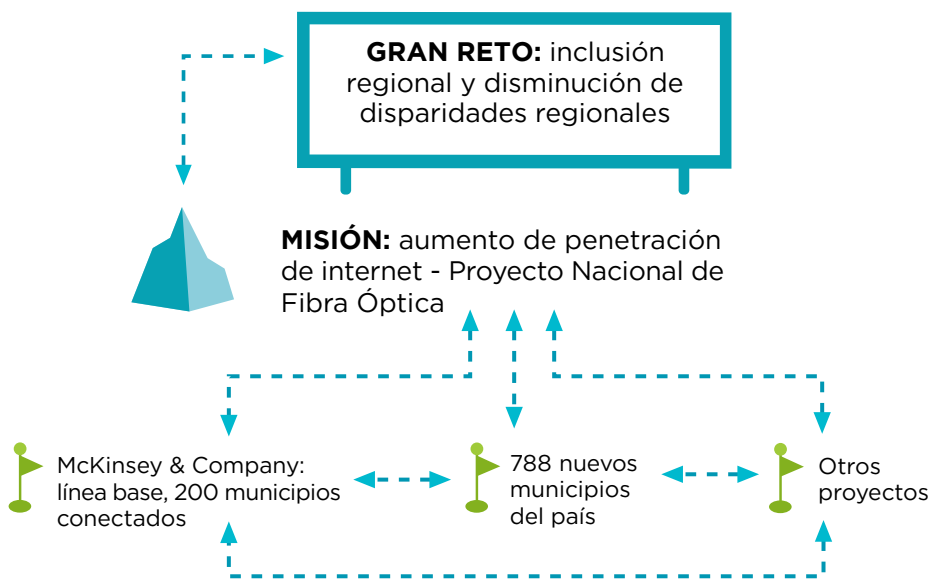 GRAN RETO: inclusión
regional y disminución de
disparidades regionales
MISIÓN: aumento de penetración
de internet - Proyecto Nacional de
Fibra Óptica
McKinsey & Company:
línea base, 200 municipios
conectados
788 nuevos
municipios
del país
Otros
proyectos